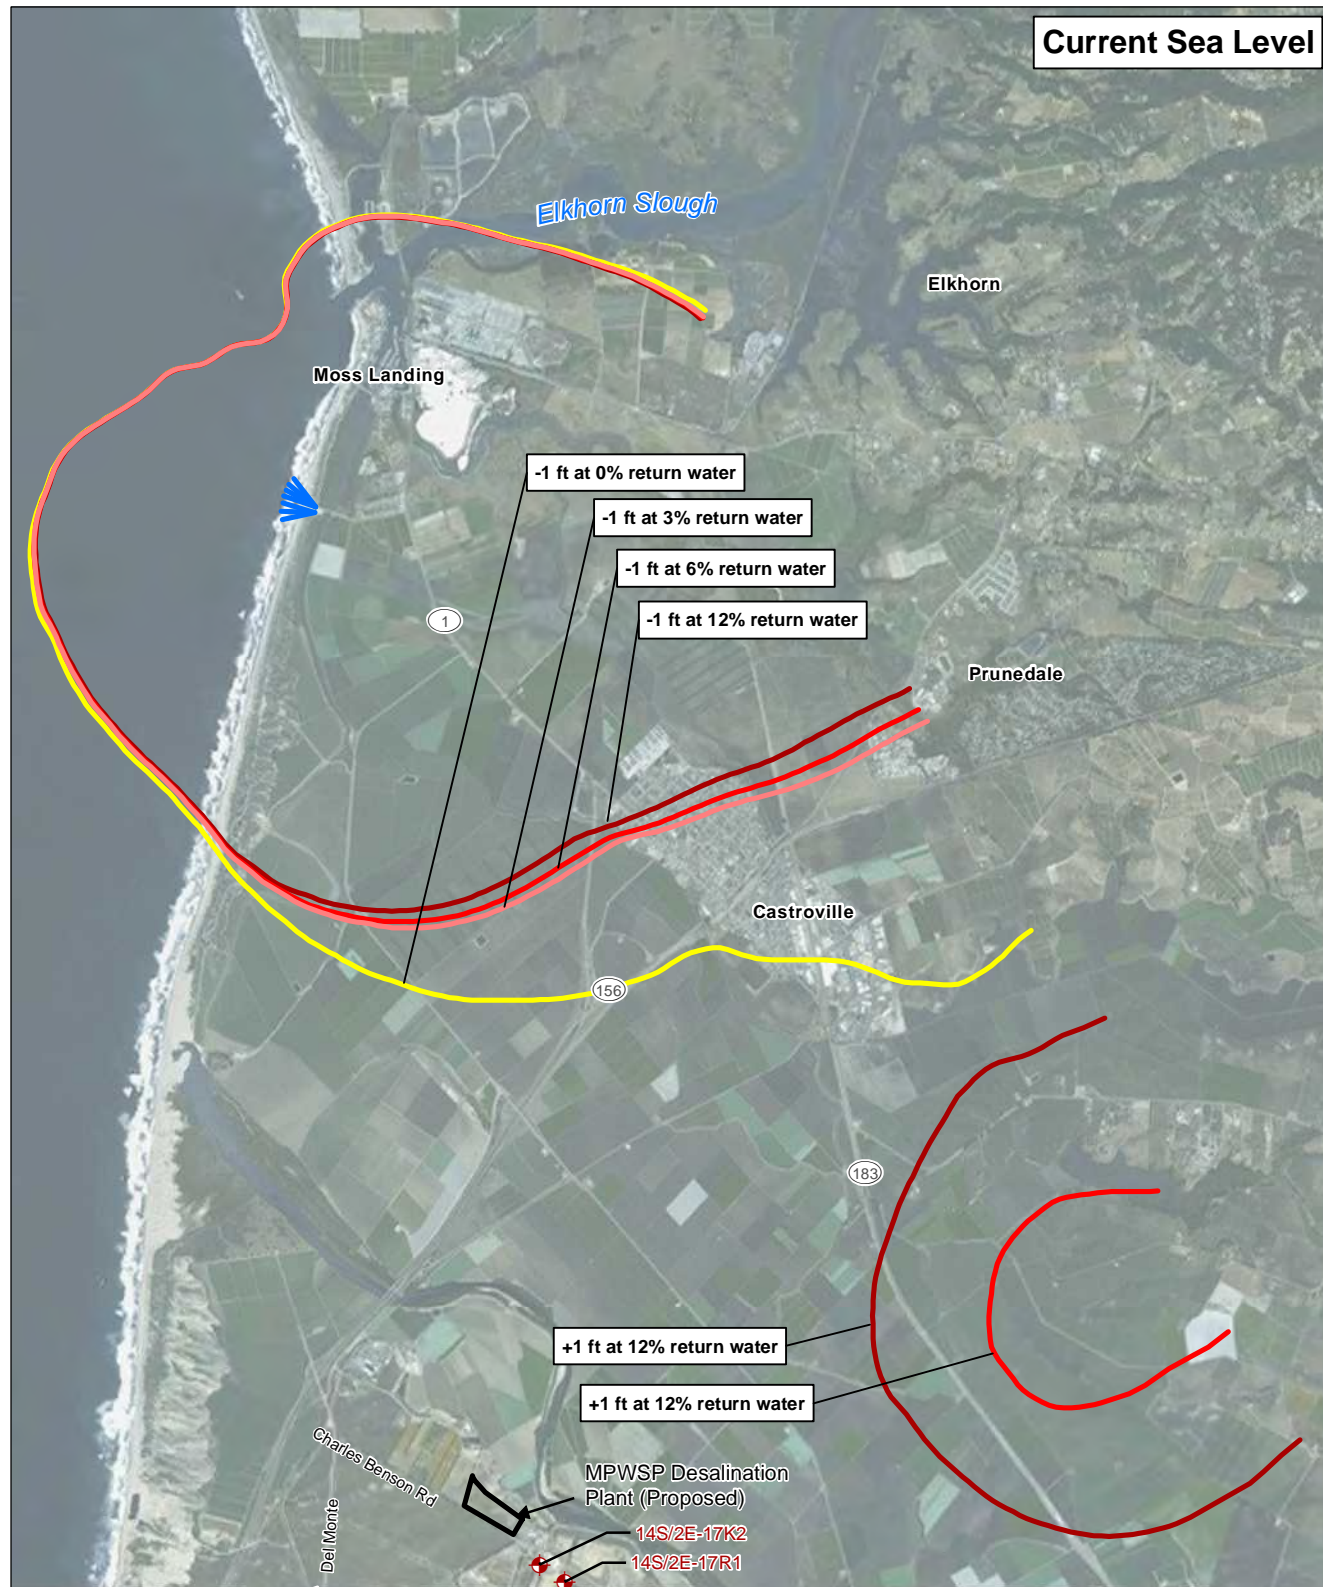 Current Sea Level
Elkhorn Slough
Elkhorn
Moss Landing
-1 ft at 0% return water
-1 ft at 3% return water
-1 ft at 6% return water
-1 ft at 12% return water
1
Prunedale
Castroville
156
183
+1 ft at 12% return water
+1 ft at 12% return water
Charles Benson Rd
Del Monte
MPWSP Desalination
Plant (Proposed)
14S/2E-17K2
14S/2E-17R1